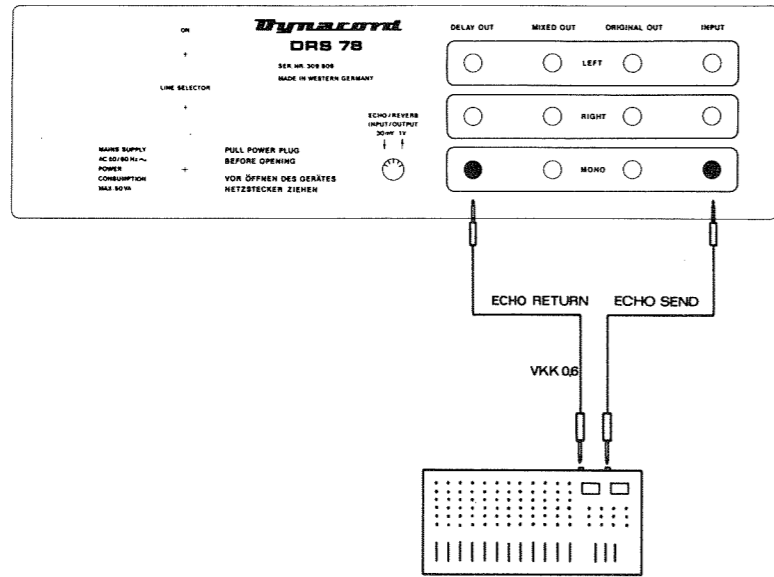 ON
LINE SELECTOR
MAINS SUPPLY
AC 50/60 Hz ~
POWER
CONSUMPTION
MAX. 50 VA
Dynacord
DRS 78
SER. NR. 309 808
MADE IN WESTERN GERMANY
PULL POWER PLUG
BEFORE OPENING
VOR ÖFFNEN DES GERÄTES
NETZSTECKER ZIEHEN
ECHO/REVERB
INPUT/OUTPUT
30mV 1V
DELAY OUT MIXED OUT ORIGINAL OUT INPUT
LEFT
RIGHT
MONO
ECHO RETURN ECHO SEND
VKK 0,6